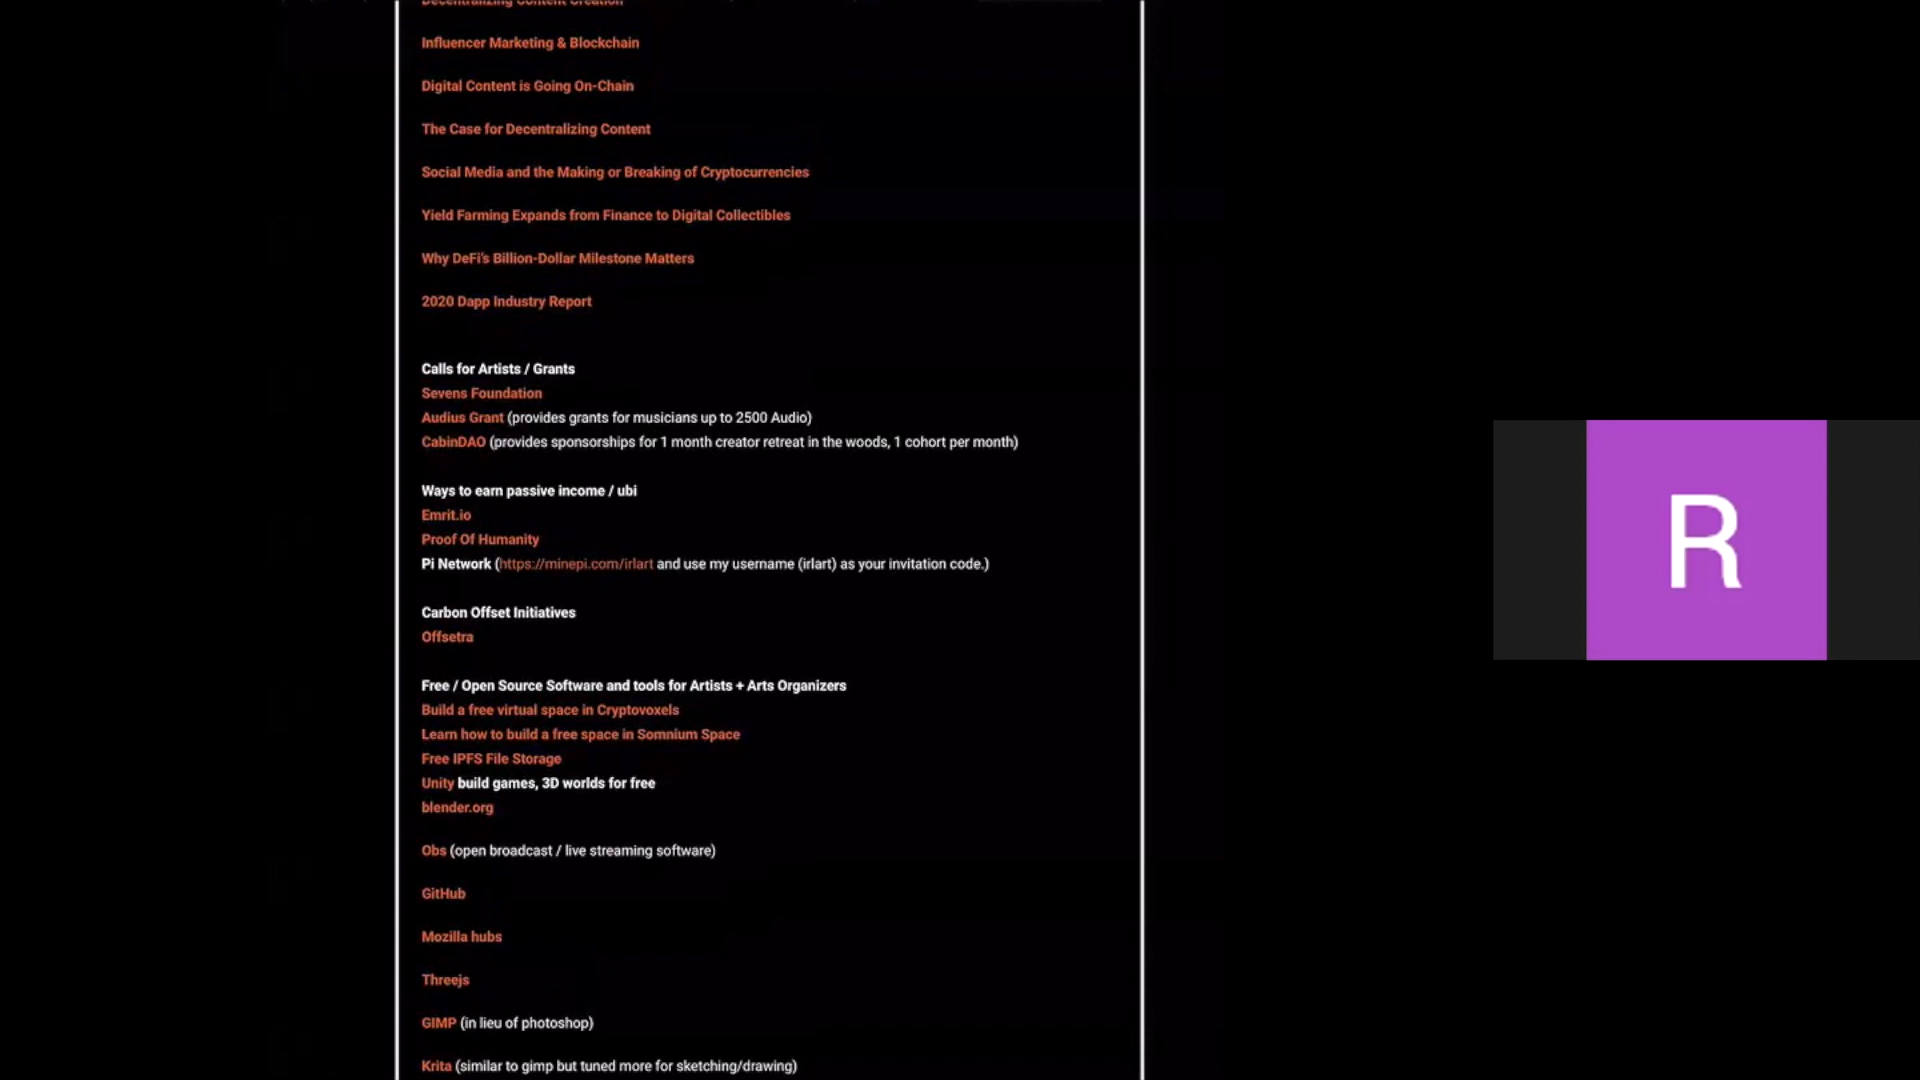 Decentralizing Content Creation
Influencer Marketing & Blockchain
Digital Content is Going On-Chain
The Case for Decentralizing Content
Social Media and the Making or Breaking of Cryptocurrencies
Yield Farming Expands from Finance to Digital Collectibles
Why DeFi's Billion-Dollar Milestone Matters
2020 Dapp Industry Report
Calls for Artists / Grants
Sevens Foundation
Audius Grant (provides grants for musicians up to 2500 Audio)
CabinDAO (provides sponsorships for 1 month creator retreat in the woods, 1 cohort per month)
Ways to earn passive income / ubi
Emrit.io
Proof Of Humanity
Pi Network (https://minepi.com/irlart and use my username (irlart) as your invitation code.)
Carbon Offset Initiatives
Offsetra
Free / Open Source Software and tools for Artists + Arts Organizers
Build a free virtual space in Cryptovoxels
Learn how to build a free space in Somnium Space
Free IPFS File Storage
Unity build games, 3D worlds for free
blender.org
Obs (open broadcast / live streaming software)
GitHub
Mozilla hubs
Threejs
GIMP (in lieu of photoshop)
Krita (similar to gimp but tuned more for sketching/drawing)
R